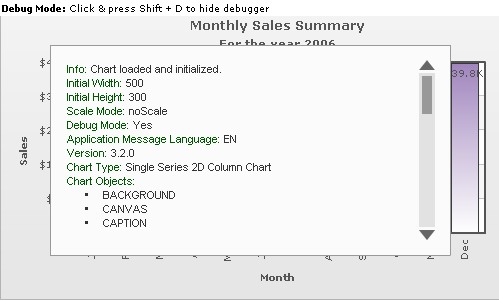 Debug Mode: Click & press Shift + D to hide debugger
Monthly Sales Summary
For the year 2006
Info: Chart loaded and initialized.
Initial Width: 500
Initial Height: 300
Scale Mode: noScale
Debug Mode: Yes
Application Message Language: EN
Version: 3.2.0
Chart Type: Single Series 2D Column Chart
Chart Objects:
• BACKGROUND
• CANVAS
• CAPTION
39.8K
Sales
Dec
Month